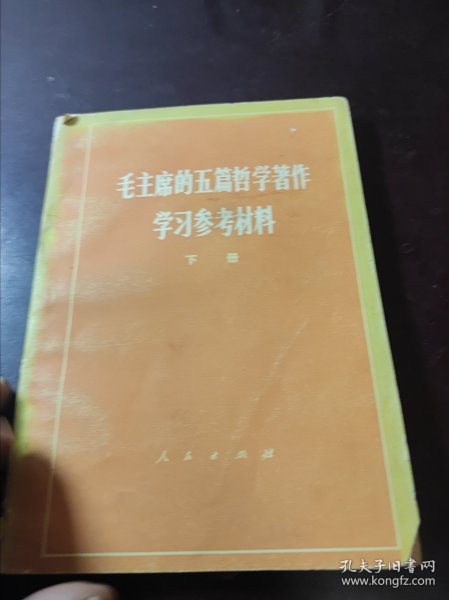 毛主席的五篇哲学著作
学习参考材料
下册
人民出版社
孔夫子旧书网
www.kongfz.com